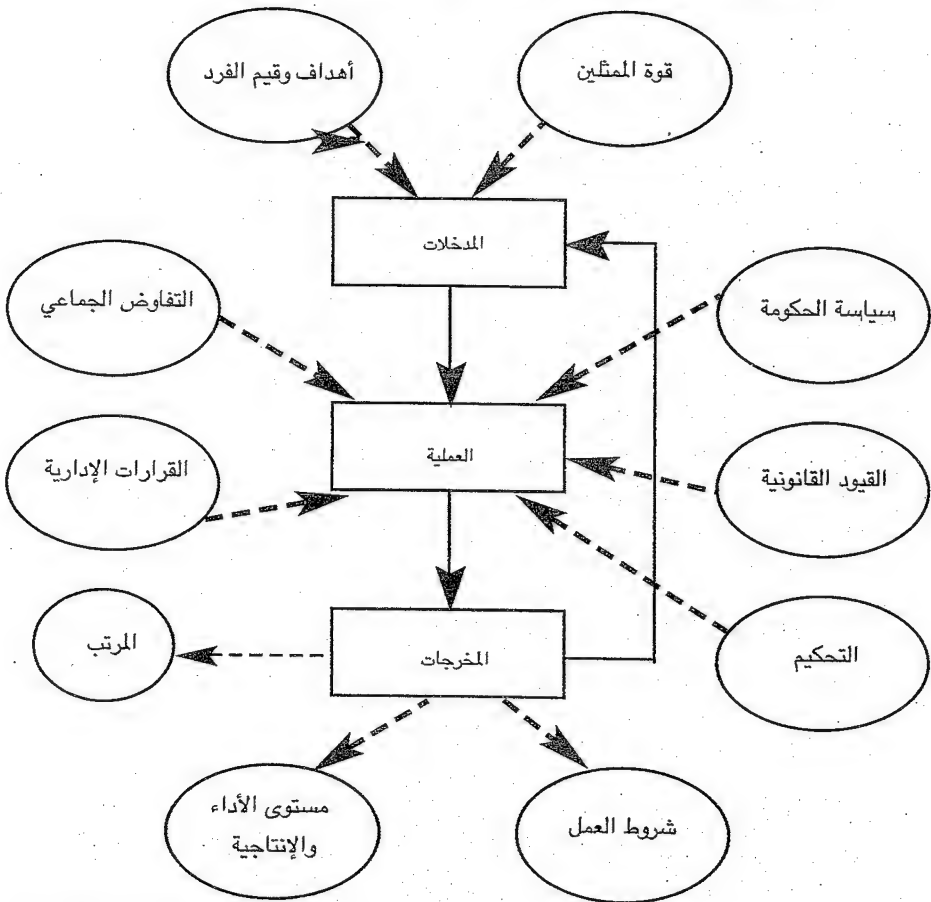 قوة الممثلين
أهداف وقيم الفرد
المدخلات
سياسة الحكومة
التفاوض الجماعي
العملية
القيود القانونية
القرارات الإدارية
التحكيم
المخرجات
المرتب
شروط العمل
مستوى الأداء
والإنتاجية